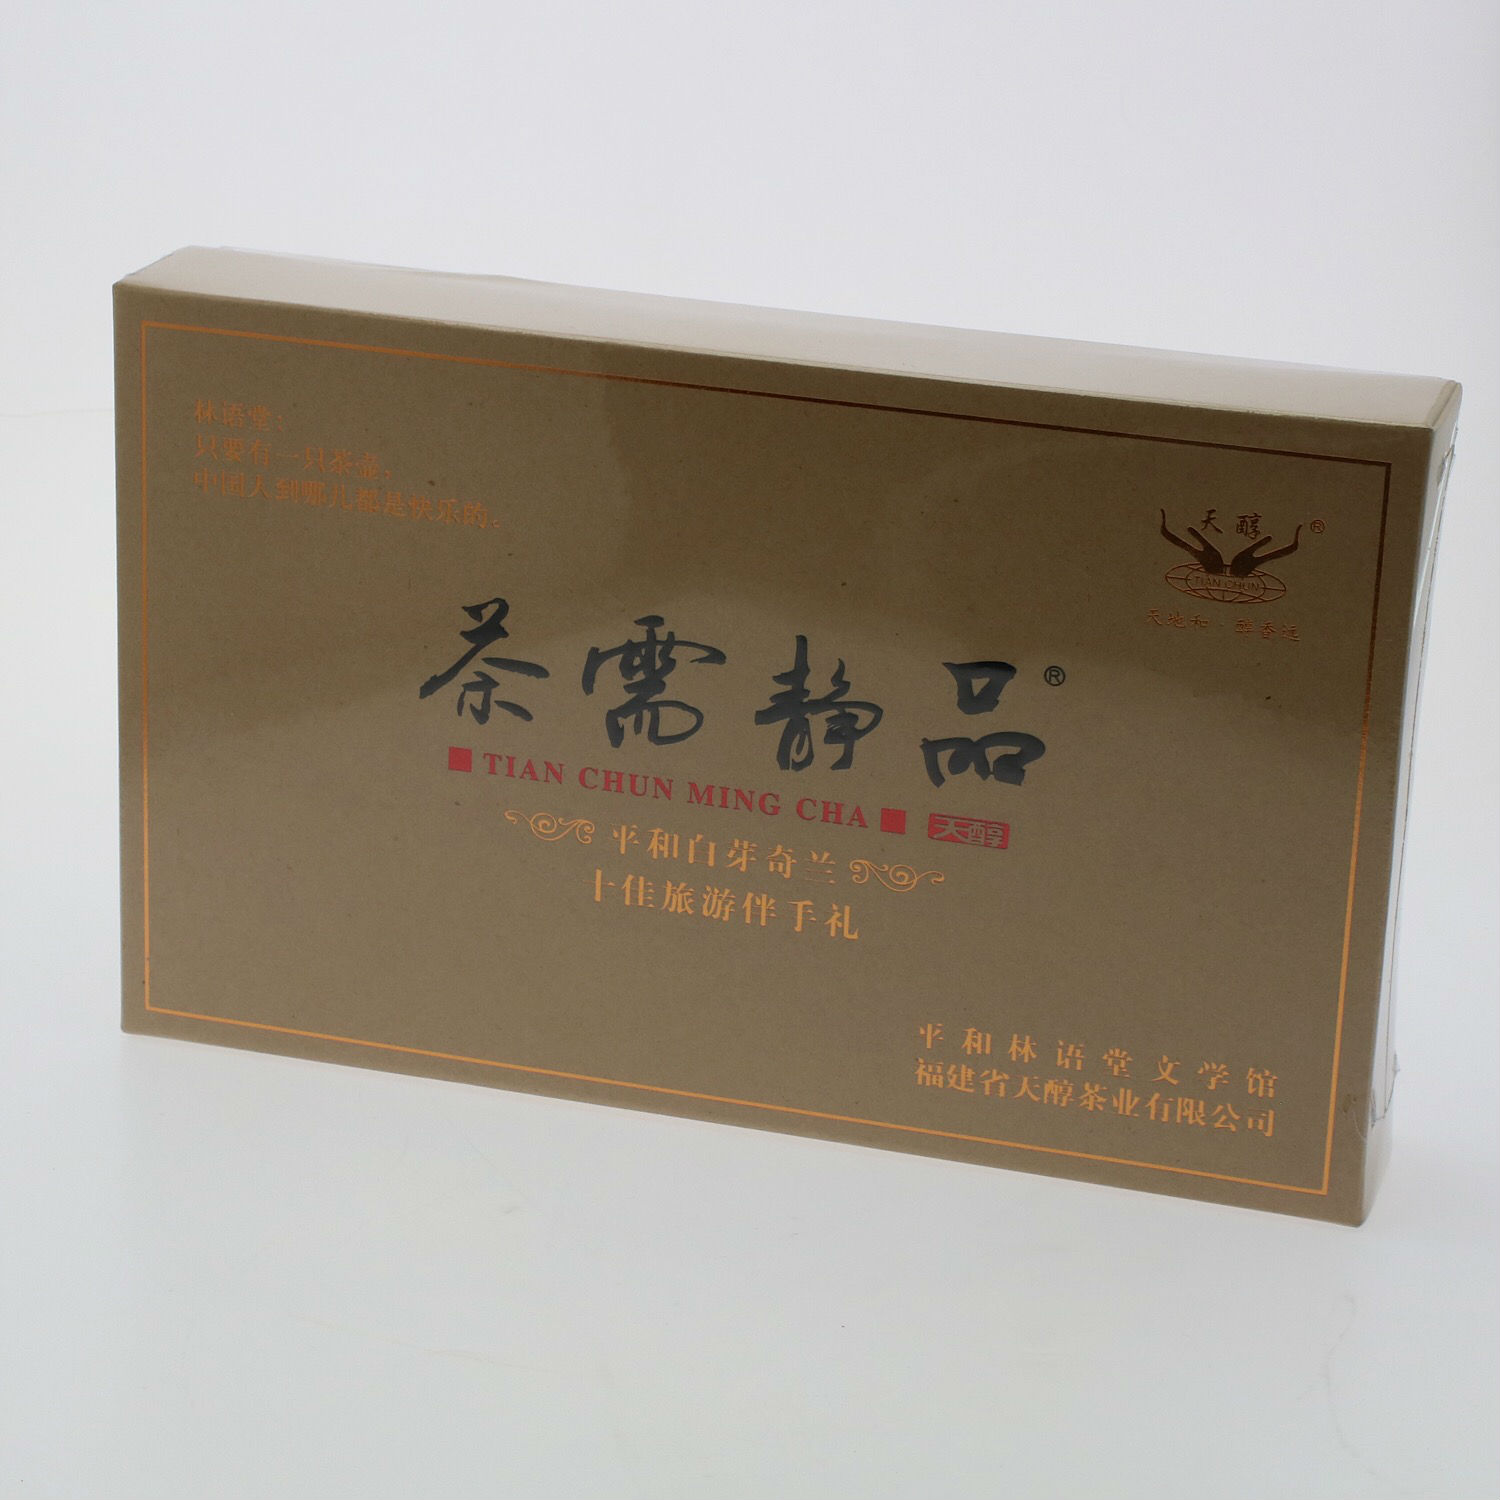 林语堂：
只要有一只茶壶，
中国人到哪儿都是快乐的。
天醇®
TIAN CHUN
天地和·醇香远
茶需静品®
TIAN CHUN MING CHA 天醇
平和白芽奇兰
十佳旅游伴手礼
平和林语堂文学馆
福建省天醇茶业有限公司